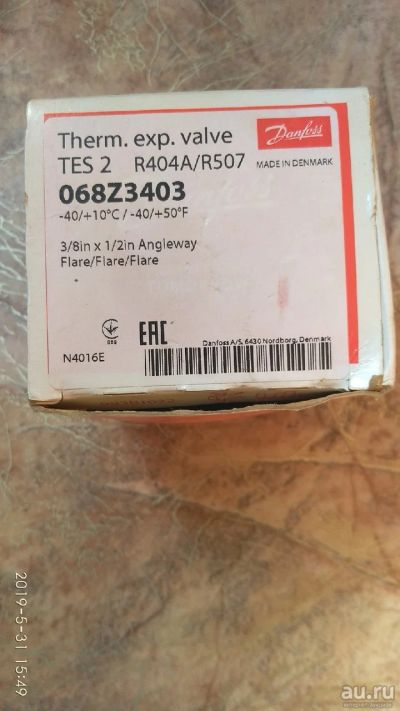 Therm. exp. valve
Danfoss
TES 2 R404A/R507 MADE IN DENMARK
068Z3403
-40/+10°C / -40/+50°F
3/8in x 1/2in Angleway
Flare/Flare/Flare
EAC
Danfoss A/S, 6430 Nordborg, Denmark
N4016E
2019-5-31 15:49
au.ru